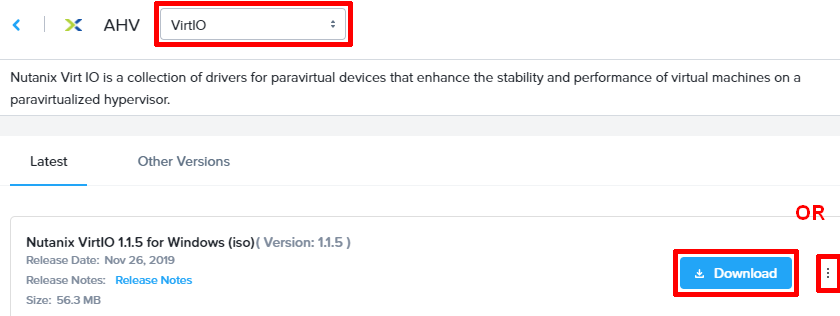 AHV VirtIO
Nutanix Virt IO is a collection of drivers for paravirtual devices that enhance the stability and performance of virtual machines on a
paravirtualized hypervisor.
Latest Other Versions
OR
Nutanix VirtIO 1.1.5 for Windows (iso) ( Version: 1.1.5 )
Release Date: Nov 26, 2019
Download
Release Notes: Release Notes
Size: 56.3 MB